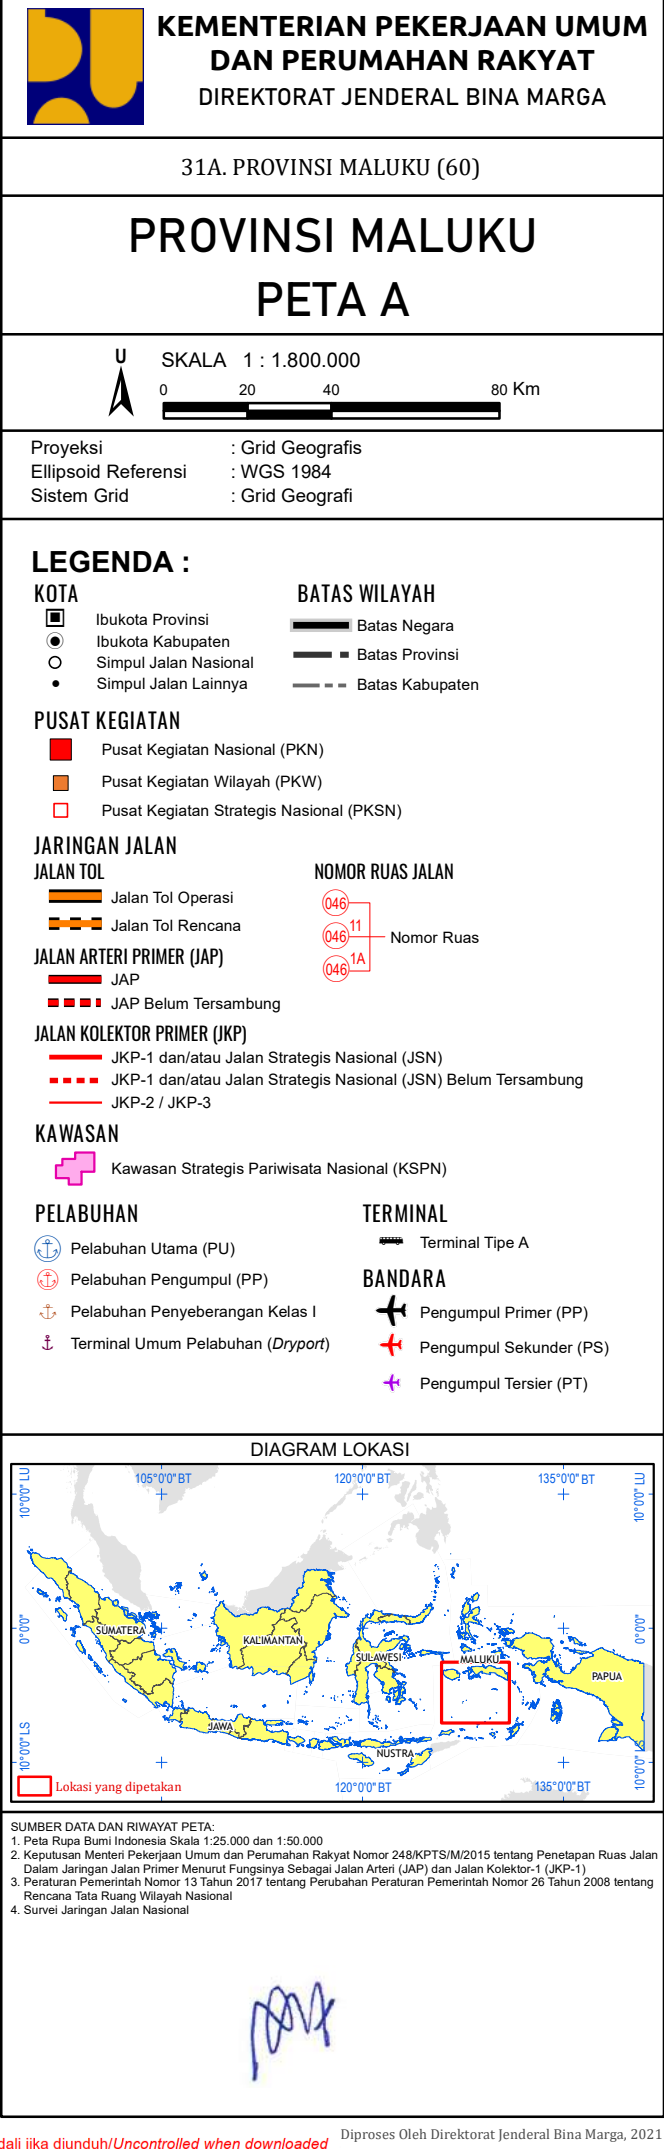 KEMENTERIAN PEKERJAAN UMUM
DAN PERUMAHAN RAKYAT
DIREKTORAT JENDERAL BINA MARGA
31A. PROVINSI MALUKU (60)
PROVINSI MALUKU
PETA A
U
SKALA 1 : 1.800.000
0 20 40 80 Km
Proyeksi : Grid Geografis
Ellipsoid Referensi : WGS 1984
Sistem Grid : Grid Geografi
LEGENDA :
KOTA
Ibukota Provinsi
Ibukota Kabupaten
Simpul Jalan Nasional
Simpul Jalan Lainnya
BATAS WILAYAH
Batas Negara
Batas Provinsi
Batas Kabupaten
PUSAT KEGIATAN
Pusat Kegiatan Nasional (PKN)
Pusat Kegiatan Wilayah (PKW)
Pusat Kegiatan Strategis Nasional (PKSN)
JARINGAN JALAN
JALAN TOL
Jalan Tol Operasi
Jalan Tol Rencana
JALAN ARTERI PRIMER (JAP)
JAP
JAP Belum Tersambung
NOMOR RUAS JALAN
046
046 11
046 1A
Nomor Ruas
JALAN KOLEKTOR PRIMER (JKP)
JKP-1 dan/atau Jalan Strategis Nasional (JSN)
JKP-1 dan/atau Jalan Strategis Nasional (JSN) Belum Tersambung
JKP-2 / JKP-3
KAWASAN
Kawasan Strategis Pariwisata Nasional (KSPN)
PELABUHAN
Pelabuhan Utama (PU)
Pelabuhan Pengumpul (PP)
Pelabuhan Penyeberangan Kelas I
Terminal Umum Pelabuhan (Dryport)
TERMINAL
Terminal Tipe A
BANDARA
Pengumpul Primer (PP)
Pengumpul Sekunder (PS)
Pengumpul Tersier (PT)
DIAGRAM LOKASI
105°0'0"BT 120°0'0"BT 135°0'0"BT
10°0'0" LU
10°0'0" LU
0°0'0"
0°0'0"
SUMATERA
KALIMANTAN
SULAWESI
MALUKU
PAPUA
JAWA
NUSTRA
10°0'0" LS
10°0'0" LS
120°0'0"BT 135°0'0"BT
Lokasi yang dipetakan
SUMBER DATA DAN RIWAYAT PETA:
1. Peta Rupa Bumi Indonesia Skala 1:25.000 dan 1:50.000
2. Keputusan Menteri Pekerjaan Umum dan Perumahan Rakyat Nomor 248/KPTS/M/2015 tentang Penetapan Ruas Jalan
Dalam Jaringan Jalan Primer Menurut Fungsinya Sebagai Jalan Arteri (JAP) dan Jalan Kolektor-1 (JKP-1)
3. Peraturan Pemerintah Nomor 13 Tahun 2017 tentang Perubahan Peraturan Pemerintah Nomor 26 Tahun 2008 tentang
Rencana Tata Ruang Wilayah Nasional
4. Survei Jaringan Jalan Nasional
Diproses Oleh Direktorat Jenderal Bina Marga, 2021
dali jika diunduh/Uncontrolled when downloaded